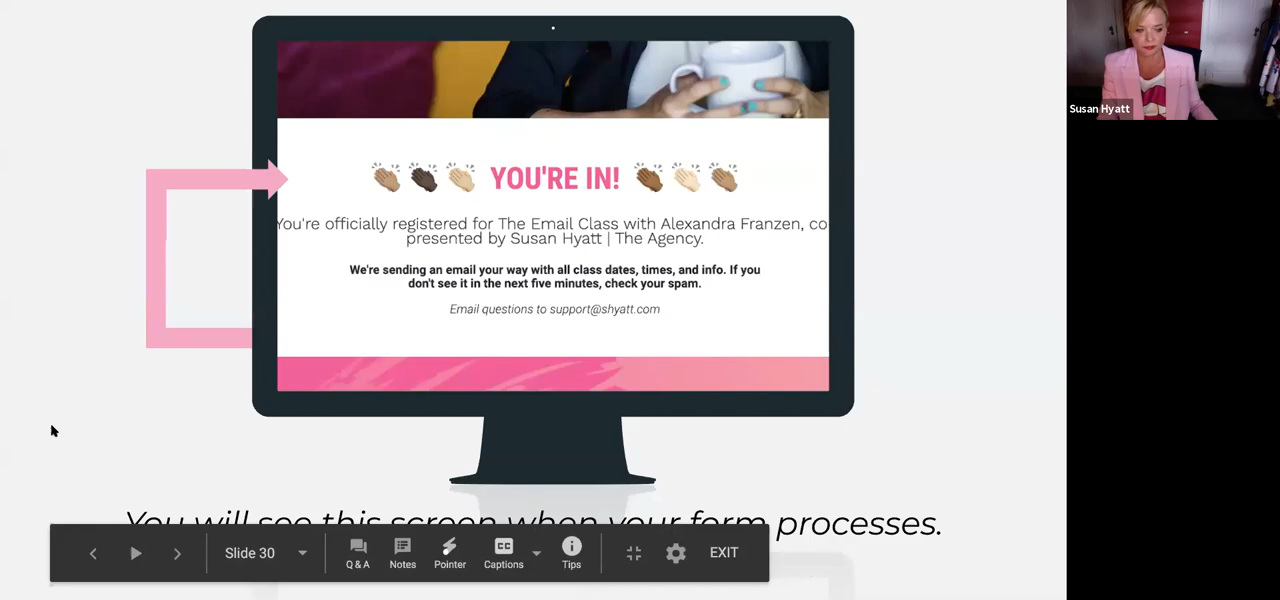 YOU'RE IN!
You're officially registered for The Email Class with Alexandra Franzen, co
presented by Susan Hyatt | The Agency.
We're sending an email your way with all class dates, times, and info. If you
don't see it in the next five minutes, check your spam.
Email questions to support@shyatt.com
You will see this screen when your form processes.
Slide 30
Q & A
Notes
Pointer
CC
Captions
Tips
EXIT
Susan Hyatt